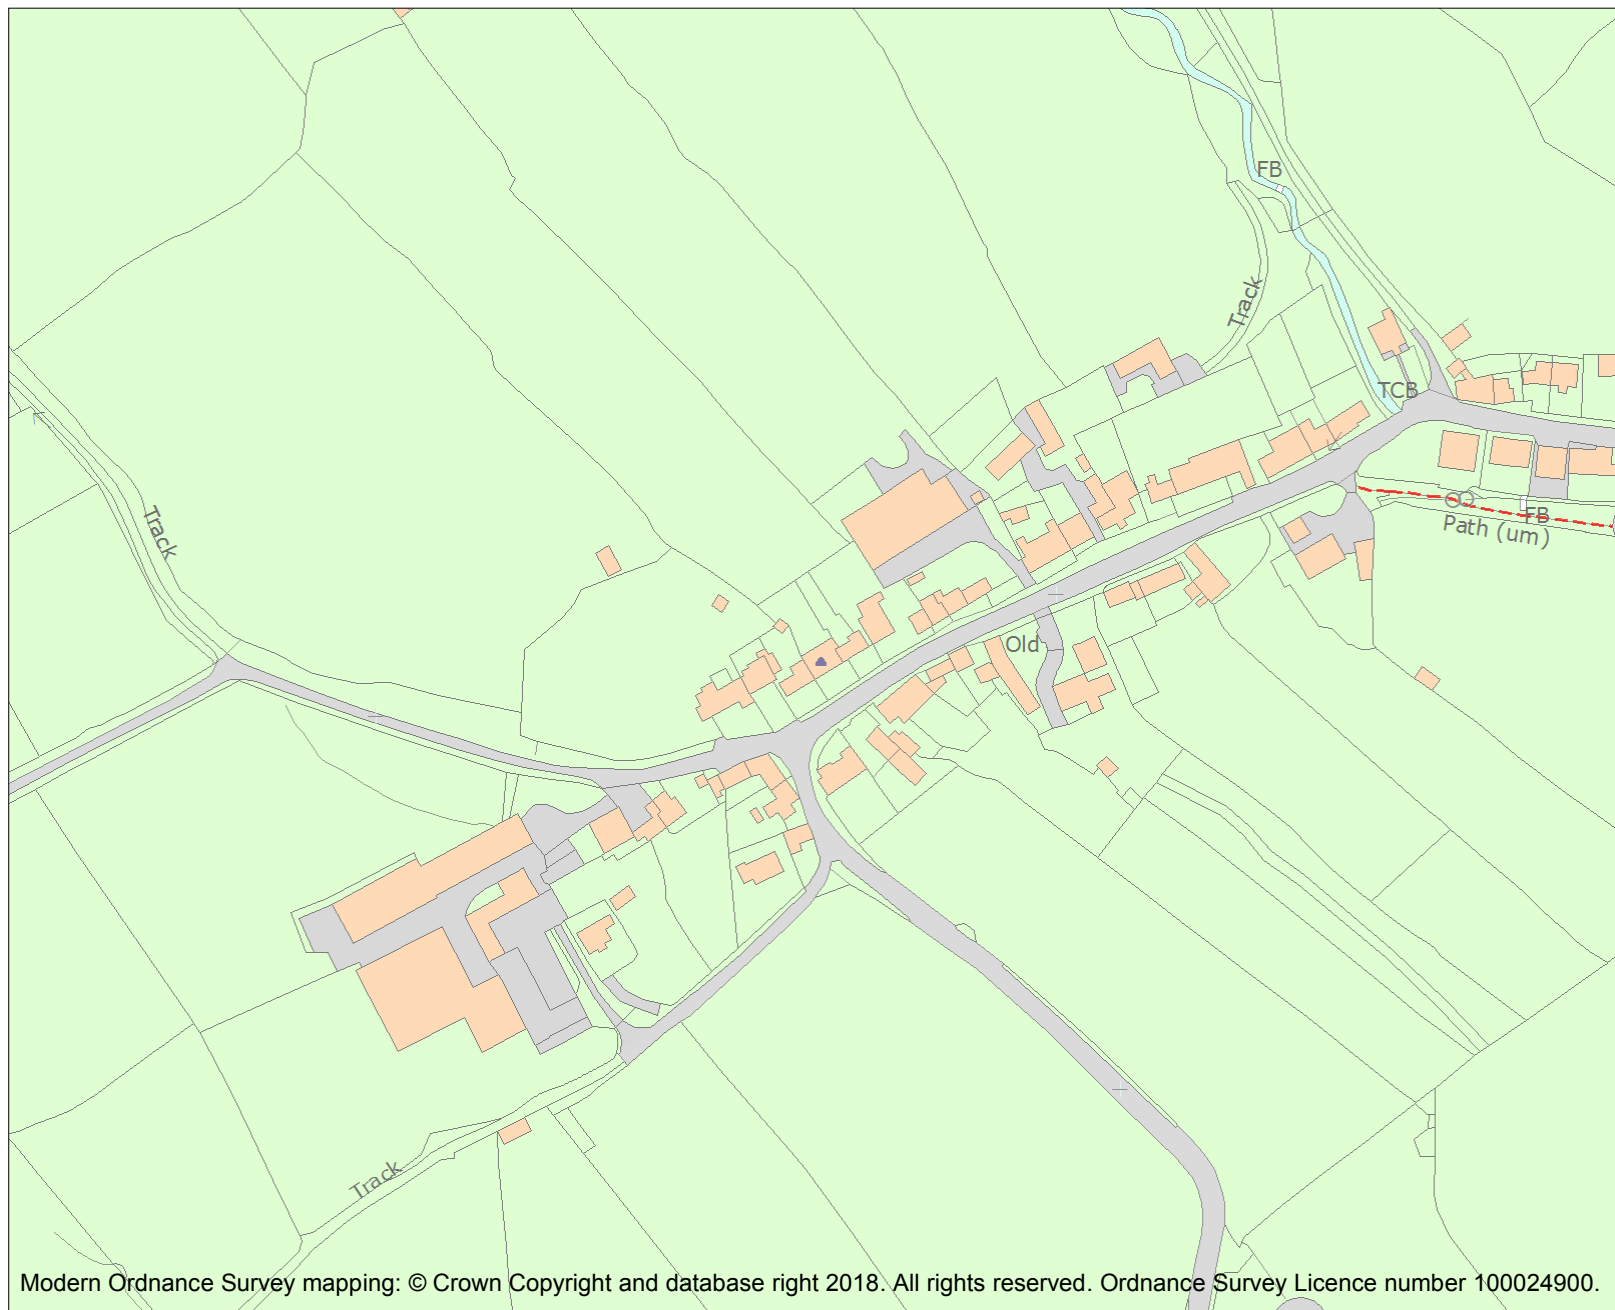 FB
Track
TCB
Track
FB
Path (um)
Old
Track
Modern Ordnance Survey mapping: © Crown Copyright and database right 2018. All rights reserved. Ordnance Survey Licence number 100024900.